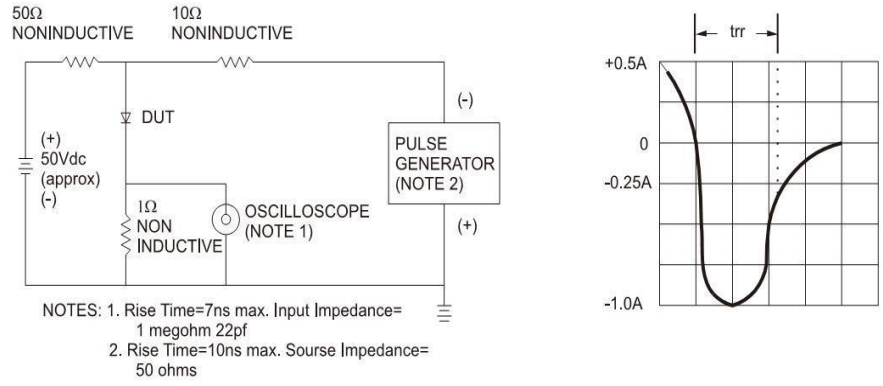 50Ω
NONINDUCTIVE
10Ω
NONINDUCTIVE
DUT
(+)
50Vdc
(approx)
(-)
1Ω
NON
INDUCTIVE
OSCILLOSCOPE
(NOTE 1)
(-)
PULSE
GENERATOR
(NOTE 2)
(+)
NOTES: 1. Rise Time=7ns max. Input Impedance=
1 megohm 22pf
2. Rise Time=10ns max. Sourse Impedance=
50 ohms
trr
+0.5A
0
-0.25A
-1.0A